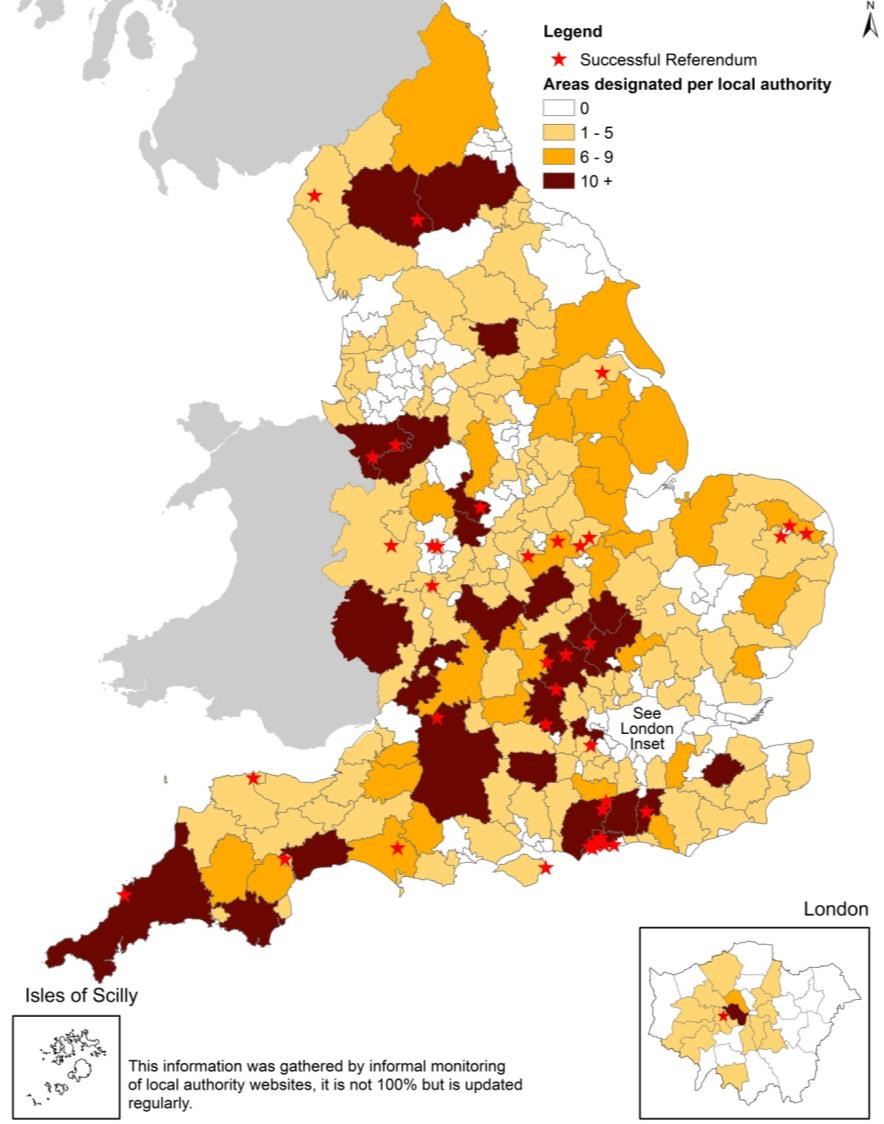 N
Legend
Successful Referendum
Areas designated per local authority
0
1 - 5
6 - 9
10 +
See
London
Inset
London
Isles of Scilly
This information was gathered by informal monitoring
of local authority websites, it is not 100% but is updated
regularly.